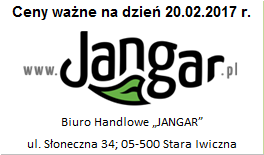 Ceny ważne na dzień 20.02.2017 r.
www.Jangar.pl
Biuro Handlowe „JANGAR”
ul. Słoneczna 34; 05-500 Stara Iwiczna